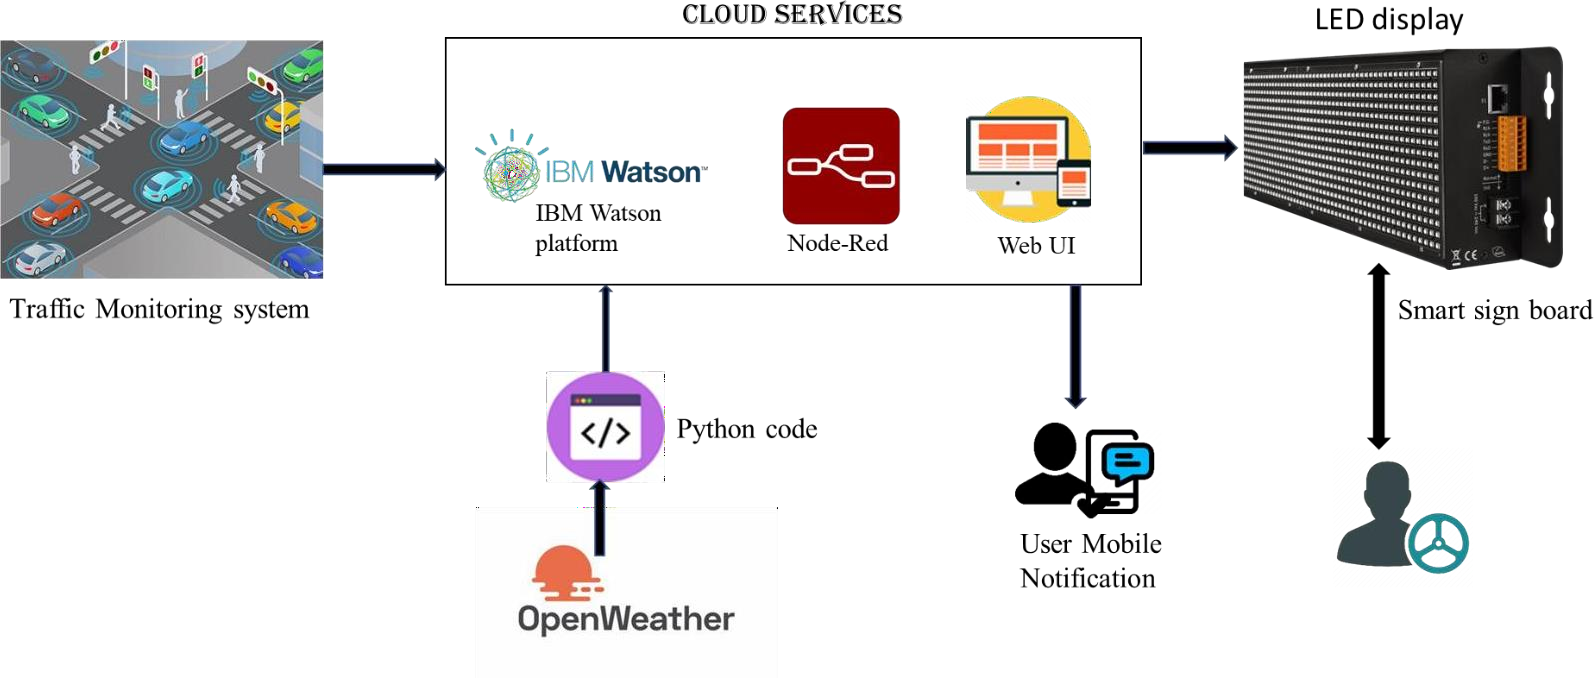 CLOUD SERVICES
LED display
IBM Watson™
IBM Watson
platform
Node-Red
Web UI
Traffic Monitoring system
Smart sign board
</>
Python code
OpenWeather
User Mobile
Notification